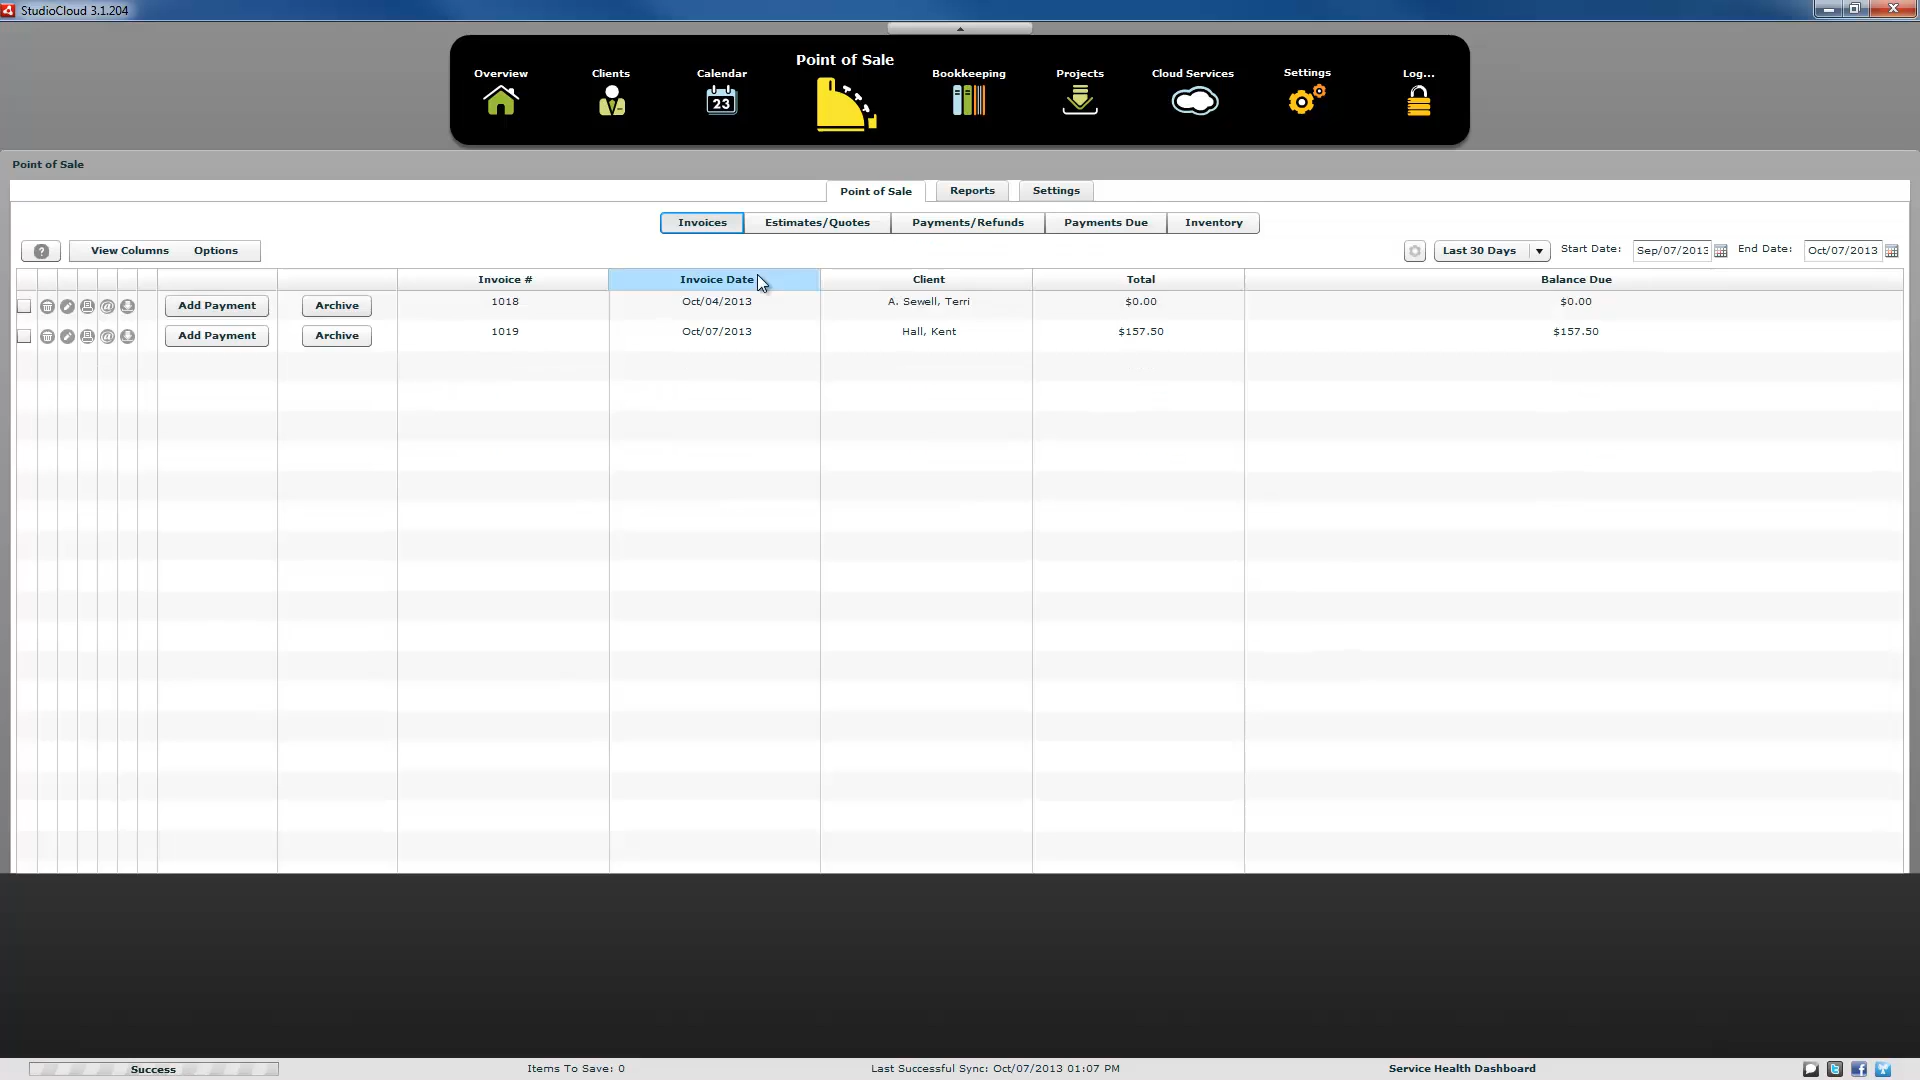 StudioCloud 3.1.204
Overview
Clients
Calendar
23
Point of Sale
Bookkeeping
Projects
Cloud Services
Settings
Log...
Point of Sale
Point of Sale
Reports
Settings
Invoices
Estimates/Quotes
Payments/Refunds
Payments Due
Inventory
?
View Columns
Options
Last 30 Days
Start Date:
Sep/07/2013
End Date:
Oct/07/2013
Invoice #
Invoice Date
Client
Total
Balance Due
Add Payment
Archive
1018
Oct/04/2013
A. Sewell, Terri
$0.00
$0.00
Add Payment
Archive
1019
Oct/07/2013
Hall, Kent
$157.50
$157.50
Success
Items To Save: 0
Last Successful Sync: Oct/07/2013 01:07 PM
Service Health Dashboard